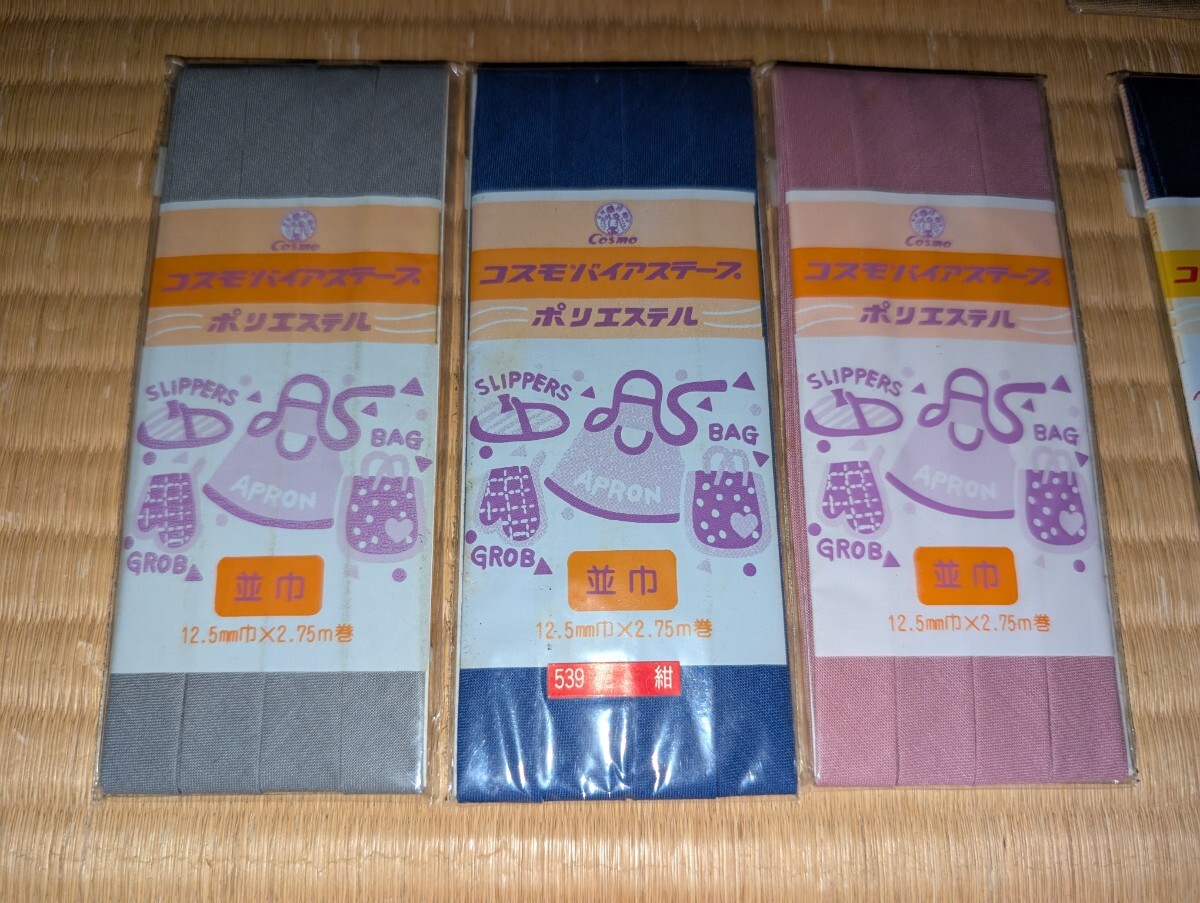 Cosmo
コスモバイアステープ
ポリエステル
SLIPPERS
BAG
APRON
GROB
並巾
12.5mm巾×2.75m巻
Cosmo
コスモバイアステープ
ポリエステル
SLIPPERS
BAG
APRON
GROB
並巾
12.5mm巾×2.75m巻
539 紺
Cosmo
コスモバイアステープ
ポリエステル
SLIPPERS
BAG
APRON
GROB
並巾
12.5mm巾×2.75m巻
コ